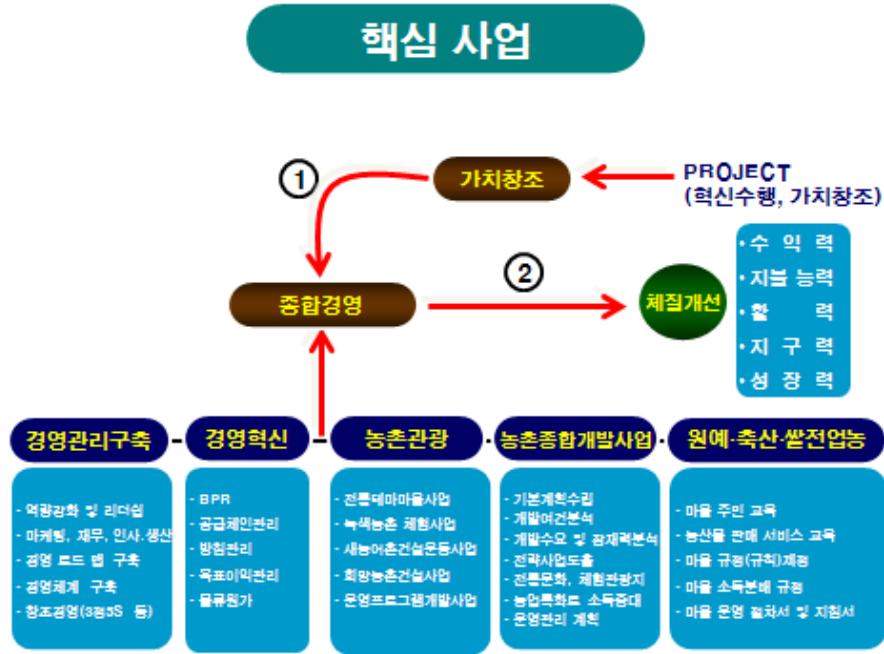 핵심 사업
①
가치창조
PROJECT
(혁신수행, 가치창조)
종합경영
②
체질개선
• 수 익 력
• 지불 능력
• 활 력
• 지 구 력
• 성 장 력
경영관리구축 - 경영혁신 - 농촌관광 - 농촌종합개발사업 - 원예·축산·쌀전업농
- 역량강화 및 리더쉽
- 마케팅, 재무, 인사.생산
- 경영 로드 맵 구축
- 경영체계 구축
- 창조경영(3정5S 등)
- BPR
- 공급체인관리
- 방침관리
- 목표이익관리
- 물류원가
- 전통테마마을사업
- 녹색농촌 체험사업
- 새농어촌건설운동사업
- 희망농촌건설사업
- 운영프로그램개발사업
- 기본계획수립
- 개발여건분석
- 개발수요 및 잠재력분석
- 전략사업도출
- 전통문화, 체험관광지
- 농업특화로 소득증대
- 운영관리 계획
- 마을 주민 교육
- 농산물 판매 서비스 교육
- 마을 규정(규칙)제정
- 마을 소득분배 규정
- 마을 운영 절차서 및 지침서